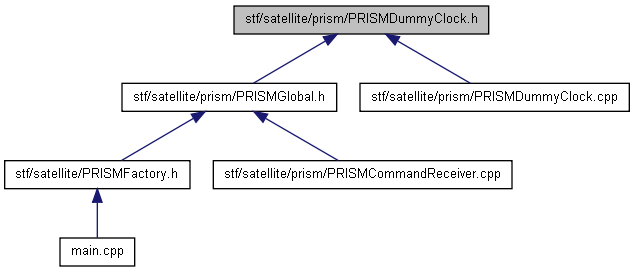 stf/satellite/prism/PRISMDummyClock.h
stf/satellite/prism/PRISMGlobal.h
stf/satellite/prism/PRISMDummyClock.cpp
stf/satellite/PRISMFactory.h
stf/satellite/prism/PRISMCommandReceiver.cpp
main.cpp